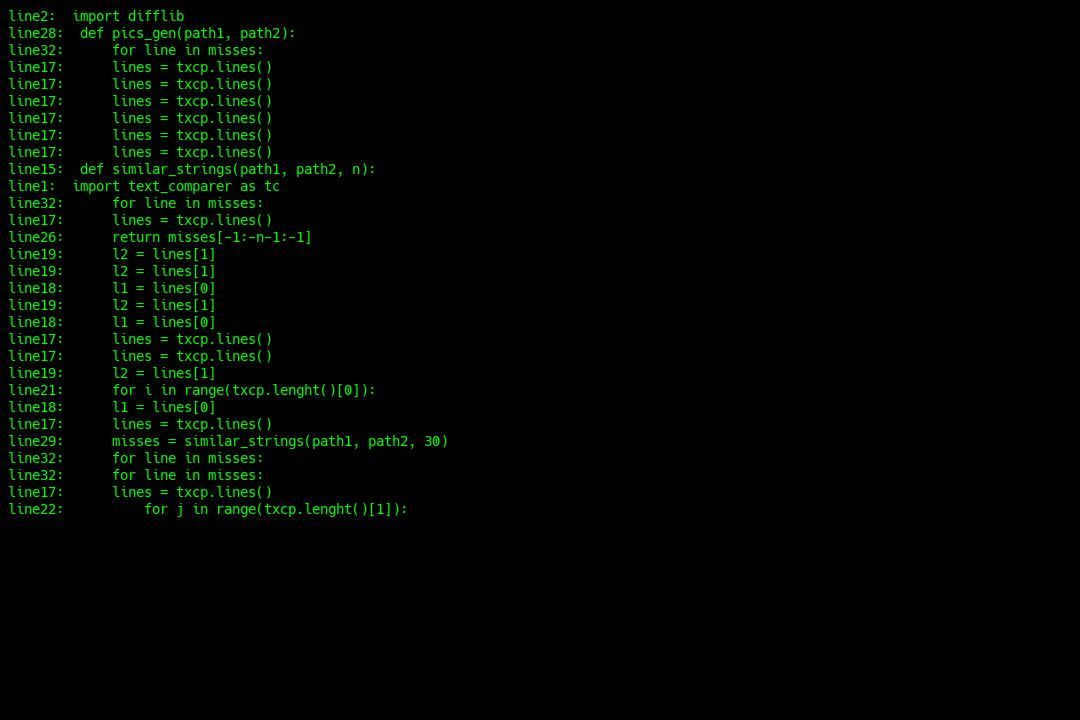 line2:  import difflib
line28:  def pics_gen(path1, path2):
line32:      for line in misses:
line17:      lines = txcp.lines()
line17:      lines = txcp.lines()
line17:      lines = txcp.lines()
line17:      lines = txcp.lines()
line17:      lines = txcp.lines()
line17:      lines = txcp.lines()
line15:  def similar_strings(path1, path2, n):
line1:  import text_comparer as tc
line32:      for line in misses:
line17:      lines = txcp.lines()
line26:      return misses[-1:-n-1:-1]
line19:      l2 = lines[1]
line19:      l2 = lines[1]
line18:      l1 = lines[0]
line19:      l2 = lines[1]
line18:      l1 = lines[0]
line17:      lines = txcp.lines()
line17:      lines = txcp.lines()
line19:      l2 = lines[1]
line21:      for i in range(txcp.lenght()[0]):
line18:      l1 = lines[0]
line17:      lines = txcp.lines()
line29:      misses = similar_strings(path1, path2, 30)
line32:      for line in misses:
line32:      for line in misses:
line17:      lines = txcp.lines()
line22:          for j in range(txcp.lenght()[1]):